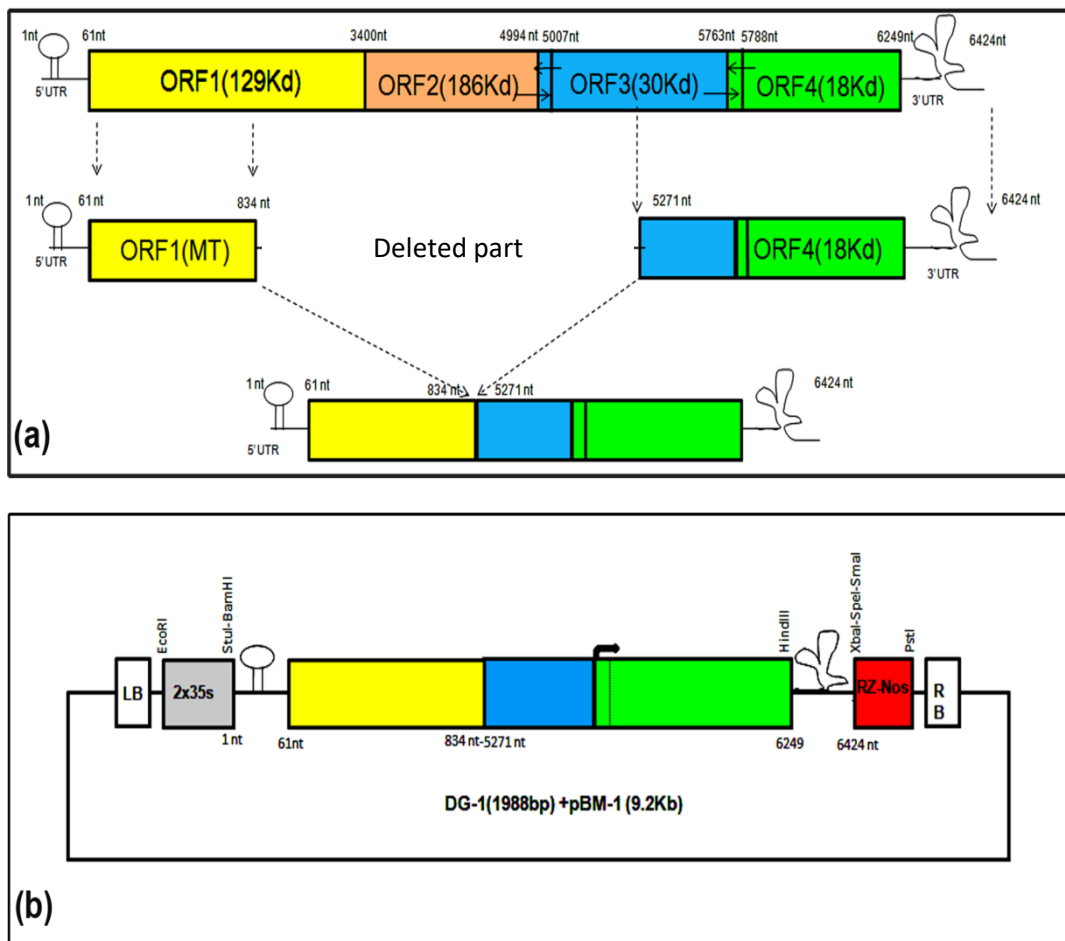 1nt 61nt 3400nt 4994 nt 5007nt 5763nt 5788nt 6249nt 6424nt
ORF1(129Kd) ORF2(186Kd) ORF3(30Kd) ORF4(18Kd)
5'UTR 3'UTR
1nt 61nt 834 nt 5271 nt 6424 nt
ORF1(MT) Deleted part ORF4(18Kd)
5'UTR 3'UTR
1nt 61nt 834 nt 5271nt 6424 nt
5'UTR
(a)
EcoRI StuI-BamHI HindIII XbaI-SpeI-SmaI PstI
LB 2x35s RZ-Nos R
B
1 nt 61nt 834 nt-5271 nt 6249 6424 nt
DG-1(1988bp) +pBM-1 (9.2Kb)
(b)